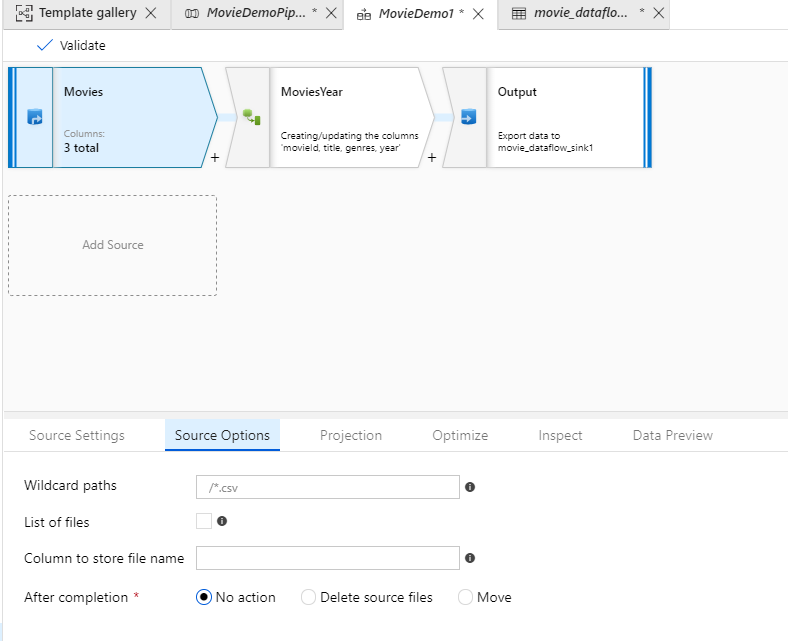 Template gallery
MovieDemoPip... *
MovieDemo1 *
movie_dataflo... *
Validate
Movies
Columns:
3 total
+
MoviesYear
Creating/updating the columns
'movieId, title, genres, year'
+
Output
Export data to
movie_dataflow_sink1
Add Source
Source Settings
Source Options
Projection
Optimize
Inspect
Data Preview
Wildcard paths
/*.csv
List of files
Column to store file name
After completion *
No action
Delete source files
Move